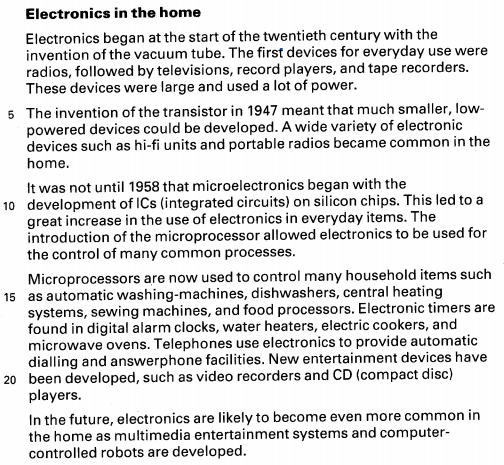 Electronics in the home
Electronics began at the start of the twentieth century with the
invention of the vacuum tube. The first devices for everyday use were
radios, followed by televisions, record players, and tape recorders.
These devices were large and used a lot of power.
5 The invention of the transistor in 1947 meant that much smaller, low-
powered devices could be developed. A wide variety of electronic
devices such as hi-fi units and portable radios became common in the
home.
It was not until 1958 that microelectronics began with the
10 development of ICs (integrated circuits) on silicon chips. This led to a
great increase in the use of electronics in everyday items. The
introduction of the microprocessor allowed electronics to be used for
the control of many common processes.
Microprocessors are now used to control many household items such
15 as automatic washing-machines, dishwashers, central heating
systems, sewing machines, and food processors. Electronic timers are
found in digital alarm clocks, water heaters, electric cookers, and
microwave ovens. Telephones use electronics to provide automatic
dialling and answerphone facilities. New entertainment devices have
20 been developed, such as video recorders and CD (compact disc)
players.
In the future, electronics are likely to become even more common in
the home as multimedia entertainment systems and computer-
controlled robots are developed.